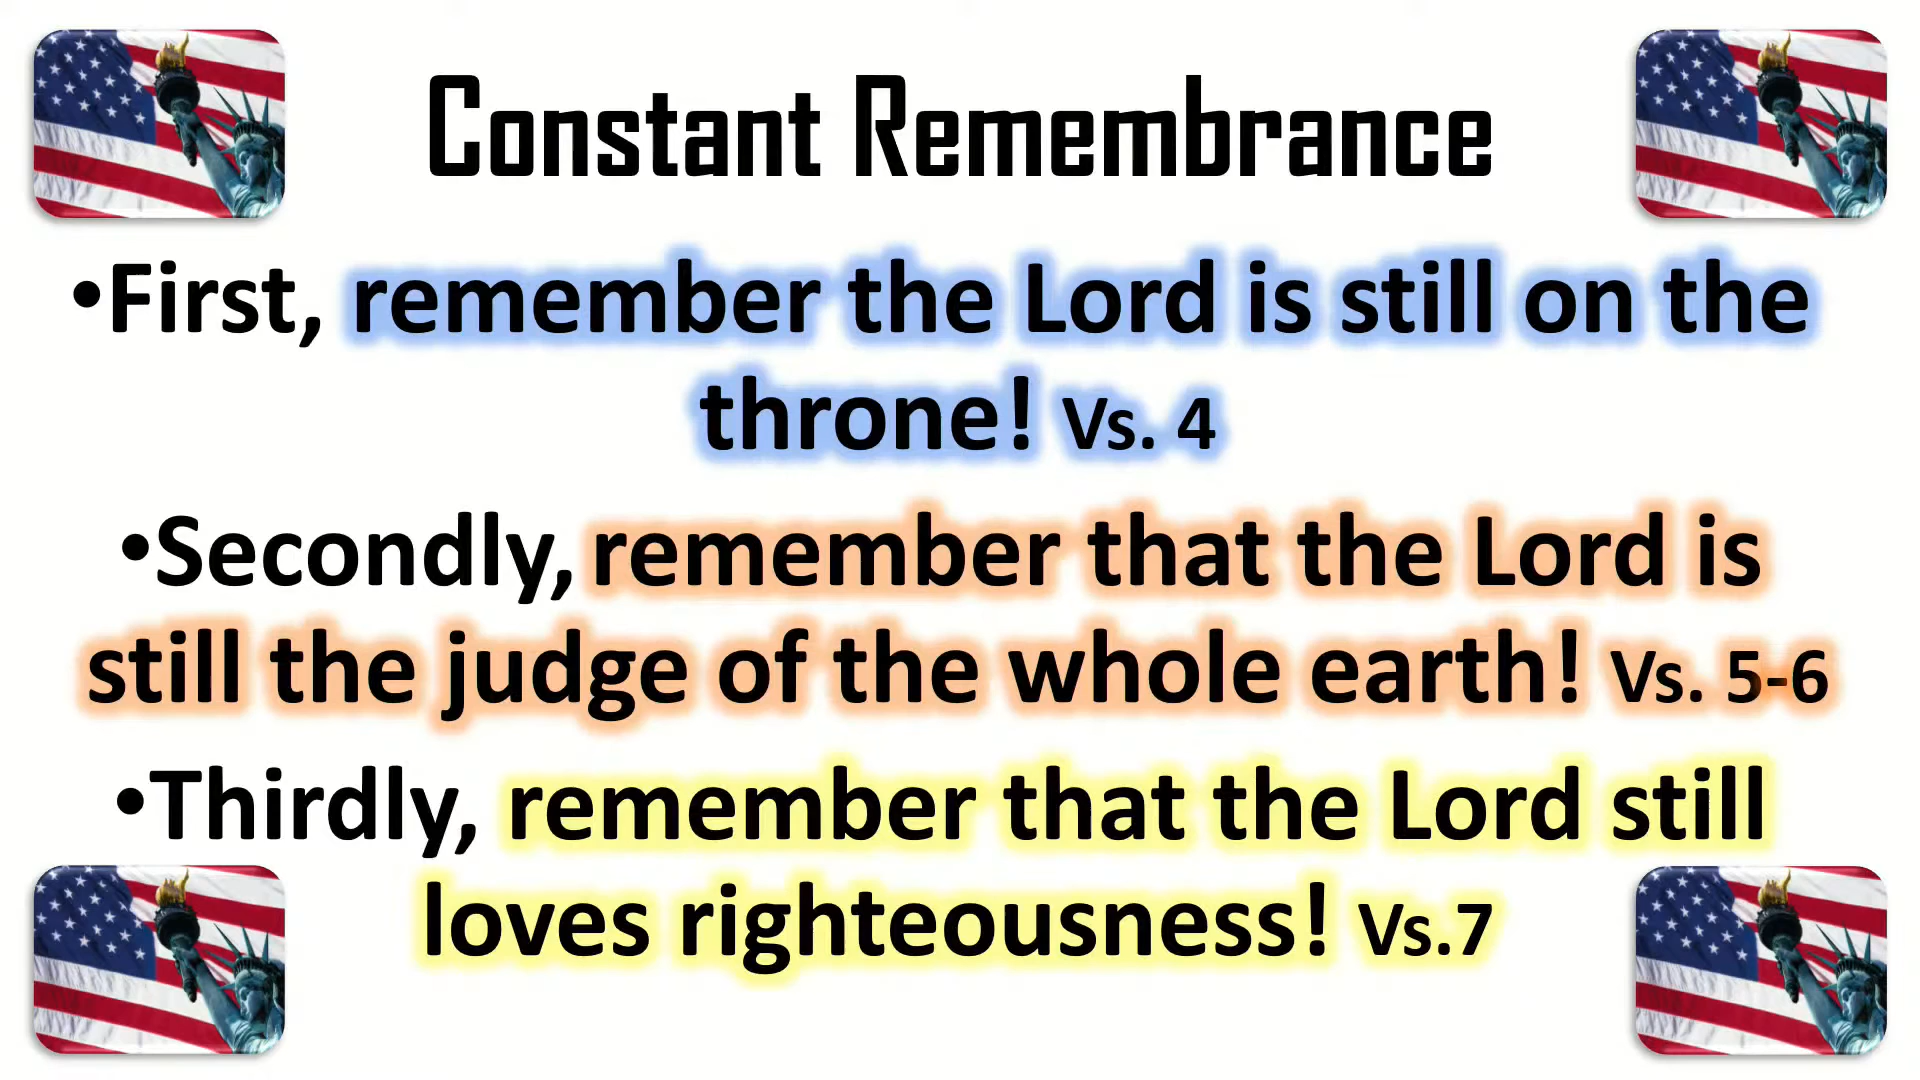 Constant Remembrance
•First, remember the Lord is still on the
throne! Vs. 4
•Secondly, remember that the Lord is
still the judge of the whole earth! Vs. 5-6
•Thirdly, remember that the Lord still
loves righteousness! Vs.7